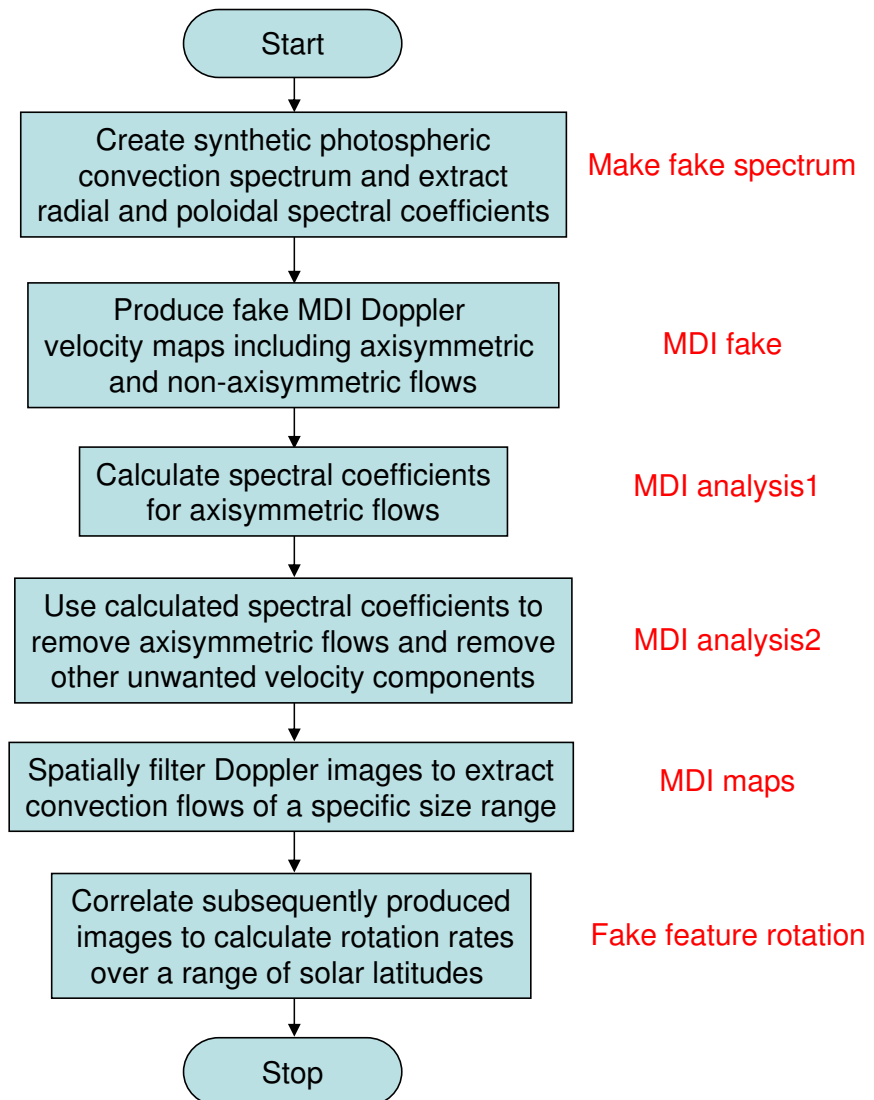 Start
Create synthetic photospheric
convection spectrum and extract
radial and poloidal spectral coefficients
Make fake spectrum
Produce fake MDI Doppler
velocity maps including axisymmetric
and non-axisymmetric flows
MDI fake
Calculate spectral coefficients
for axisymmetric flows
MDI analysis1
Use calculated spectral coefficients to
remove axisymmetric flows and remove
other unwanted velocity components
MDI analysis2
Spatially filter Doppler images to extract
convection flows of a specific size range
MDI maps
Correlate subsequently produced
images to calculate rotation rates
over a range of solar latitudes
Fake feature rotation
Stop